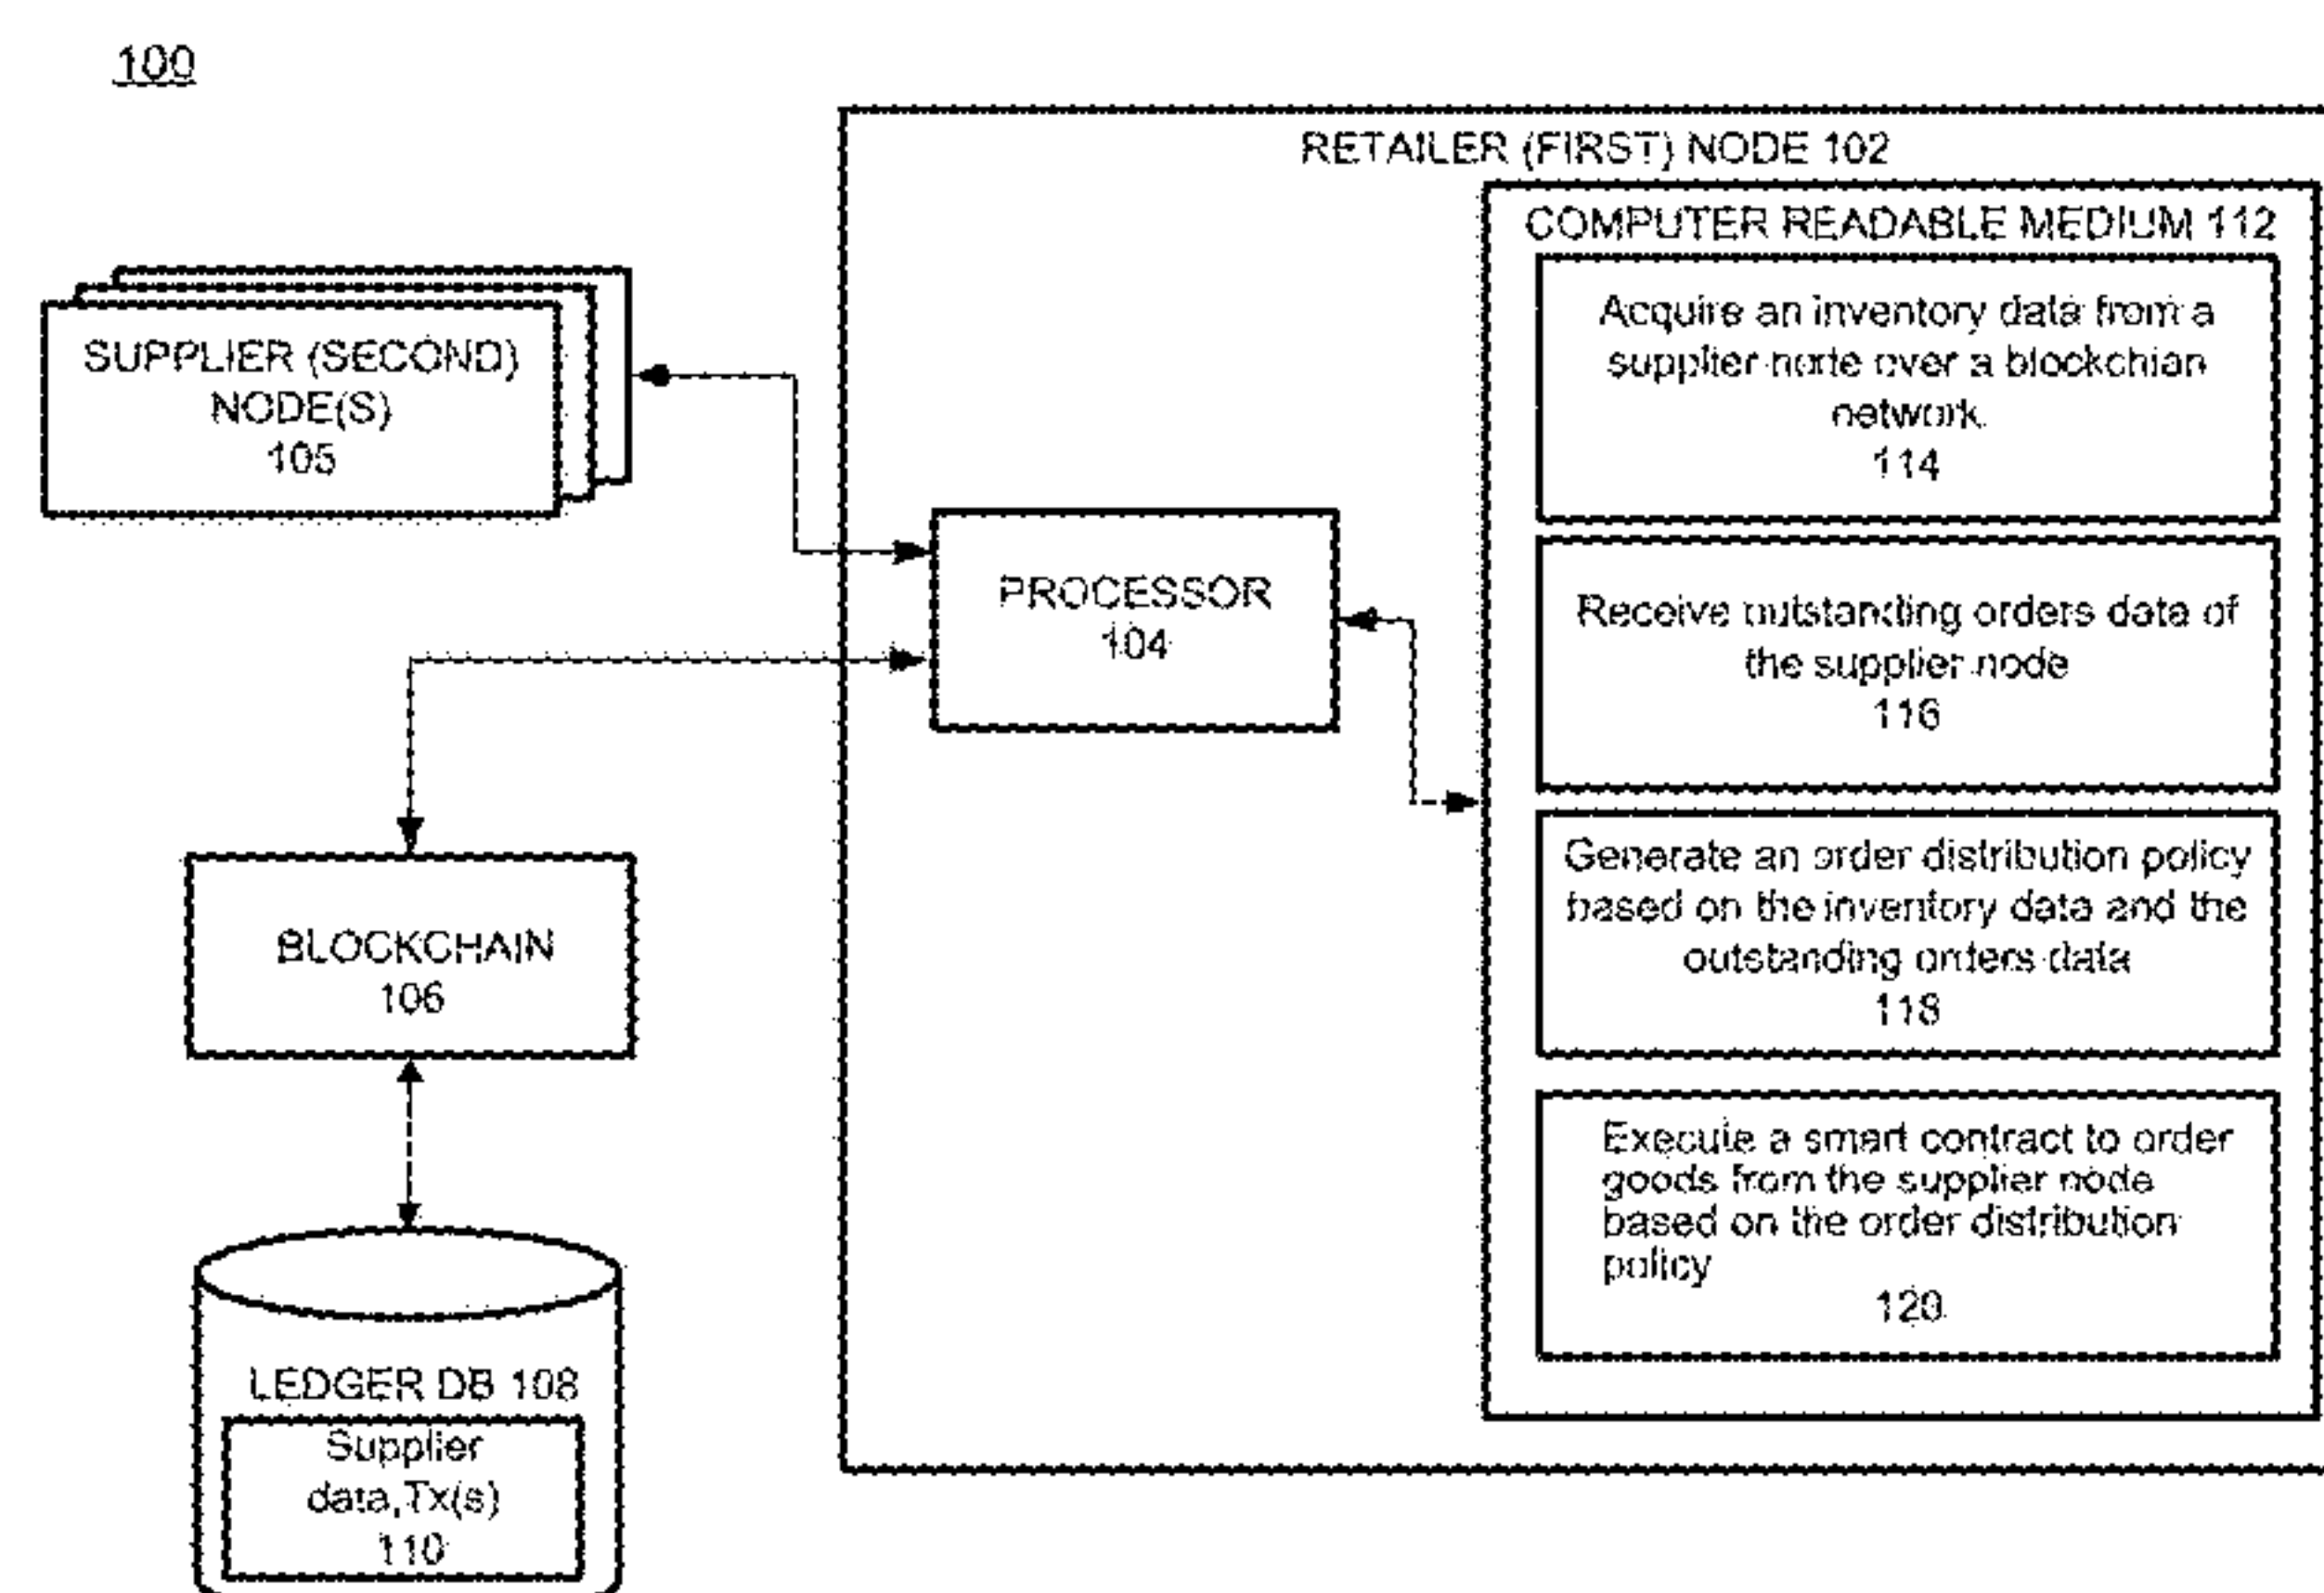 100
RETAILER (FIRST) NODE 102
COMPUTER READABLE MEDIUM 112
SUPPLIER (SECOND)
NODE(S)
105
PROCESSOR
104
BLOCKCHAIN
106
LEDGER DB 108
Supplier
data,Tx(s)
110
Acquire an inventory data from a
supplier node over a blockchian
network
114
Receive outstanding orders data of
the supplier node
116
Generate an order distribution policy
based on the inventory data and the
outstanding orders data
118
Execute a smart contract to order
goods from the supplier node
based on the order distribution
policy
120